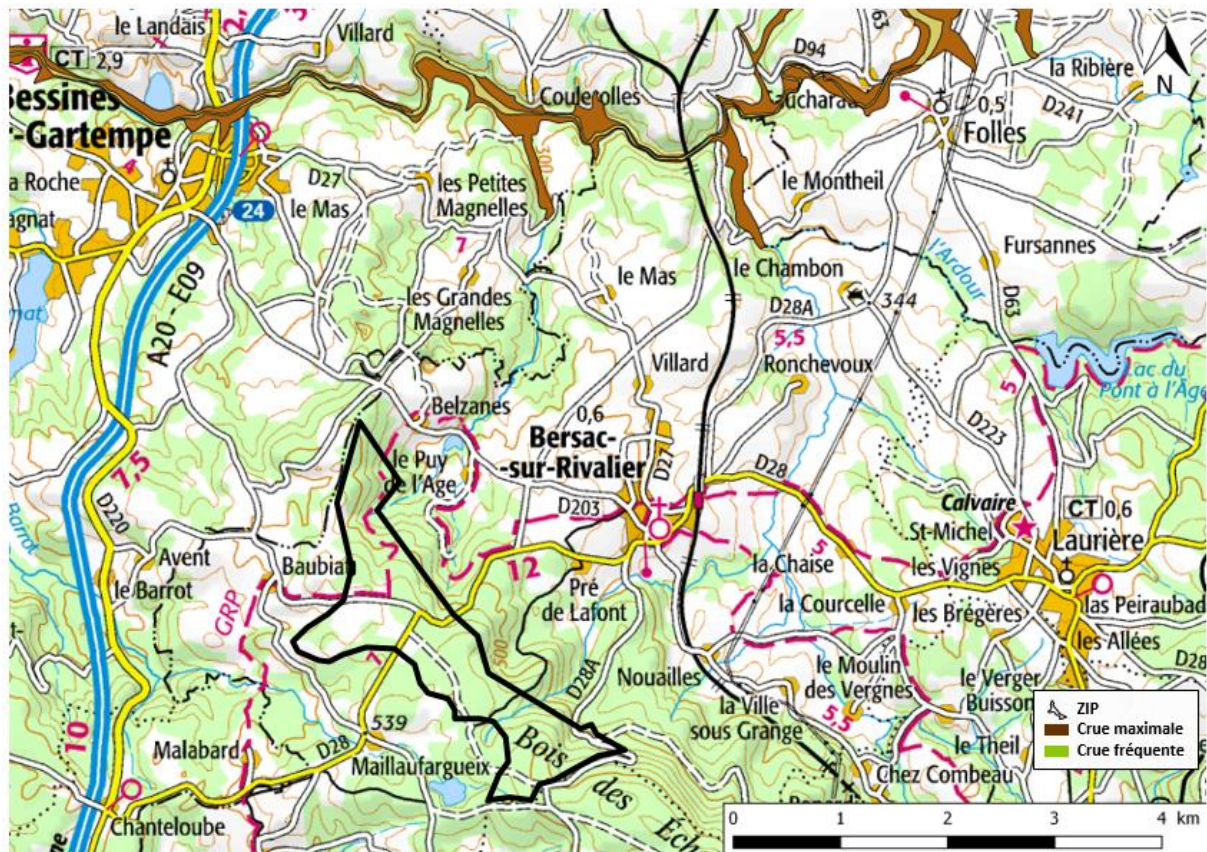 le Landais
Villard
63
D94
la Ribière
N
CT 2,9
Bessines
-Gartempe
Couleirolles
0,5
Folles
D241
4
D27
a Roche
le Mas
24
les Petites
Magnelles
7
300
le Montheil
Fursannes
l'Ardour
le Mas
le Chambon
344
D28A
D63
A20 - E09
les Grandes
Magnelles
5,5
Ronchevoux
Villard
5
Lac du
Pont à l'Age
Belzanes
0,6
Bersac-
-sur-Rivalier
D27
D223
7,5
le Puy
de l'Age
D203
D28
Calvaire
CT 0,6
St-Michel
Laurière
D220
Avent
le Barrot
Baubiat
12
Pré
de Lafont
la Chaise
5
les Vignes
la Courcelle
les Brégères
las Peiraubad
les Allées
GRP
7
500
D28A
Nouailles
le Moulin
des Vergnes
D28
le Verger
Buisson
la Ville
sous Grange
5,5
le Theil
10
Malabard
539
D28
Maillaufargueix
Bois
des
Éch
Chez Combeau
Chanteloube
ZIP
Crue maximale
Crue fréquente
0 1 2 3 4 km